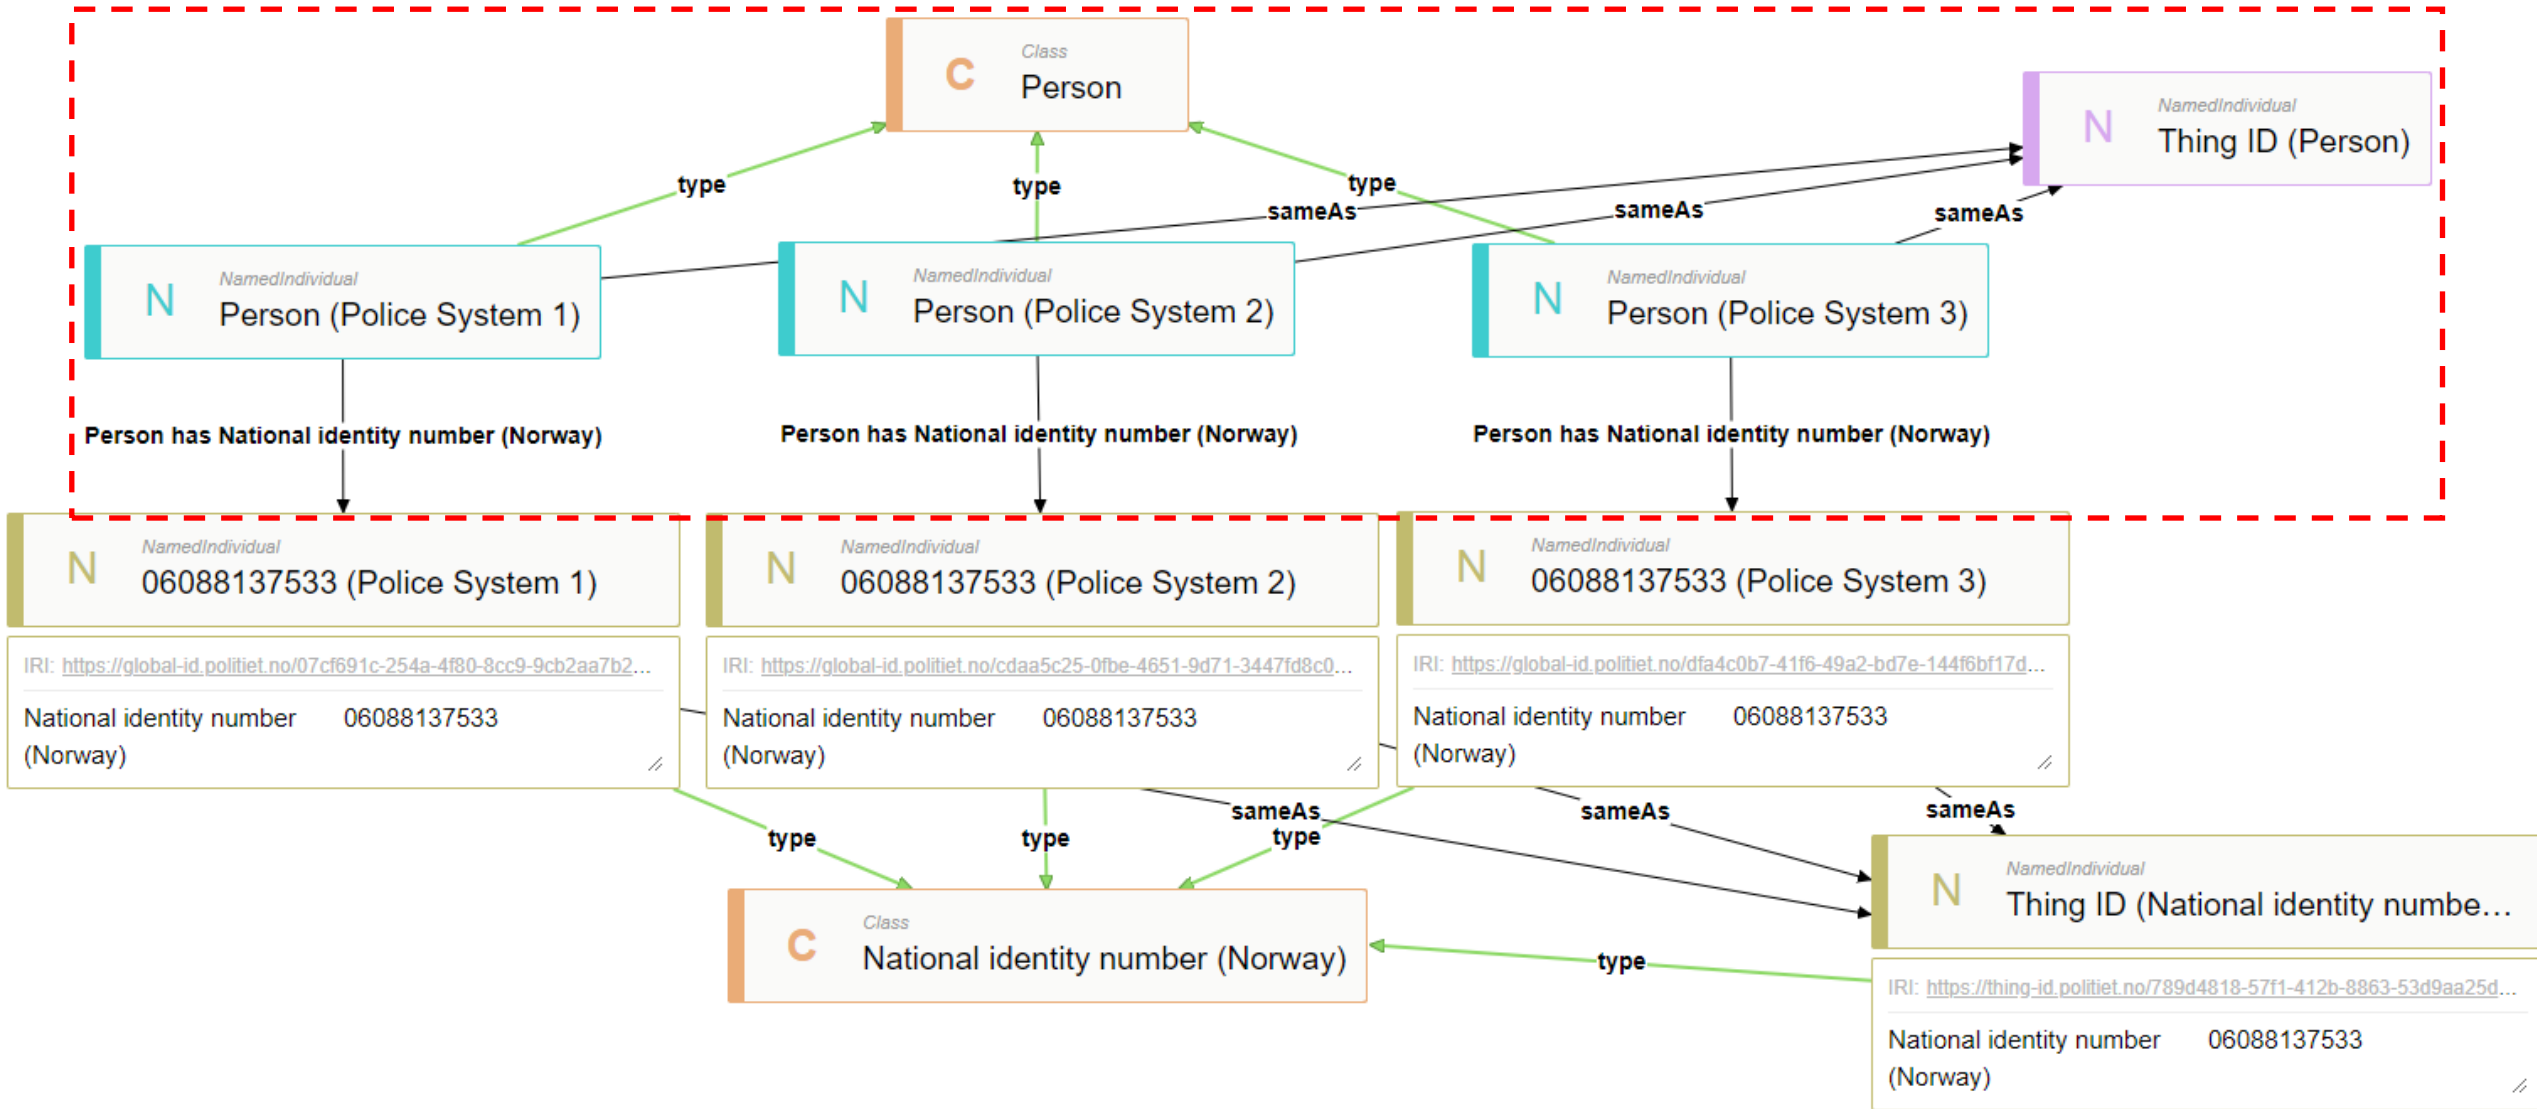 Class
C
Person
NamedIndividual
N
Thing ID (Person)
type
type
type
sameAs
sameAs
sameAs
NamedIndividual
N
Person (Police System 1)
NamedIndividual
N
Person (Police System 2)
NamedIndividual
N
Person (Police System 3)
Person has National identity number (Norway)
Person has National identity number (Norway)
Person has National identity number (Norway)
NamedIndividual
N
06088137533 (Police System 1)
IRI: https://global-id.politiet.no/07cf691c-254a-4f80-8cc9-9cb2aa7b2...
National identity number 06088137533
(Norway)
NamedIndividual
N
06088137533 (Police System 2)
IRI: https://global-id.politiet.no/cdaa5c25-0fbe-4651-9d71-3447fd8c0...
National identity number 06088137533
(Norway)
NamedIndividual
N
06088137533 (Police System 3)
IRI: https://global-id.politiet.no/dfa4c0b7-41f6-49a2-bd7e-144f6bf17d...
National identity number 06088137533
(Norway)
type
type
type
sameAs
sameAs
sameAs
Class
C
National identity number (Norway)
type
NamedIndividual
N
Thing ID (National identity numbe...
IRI: https://thing-id.politiet.no/789d4818-57f1-412b-8863-53d9aa25d...
National identity number 06088137533
(Norway)